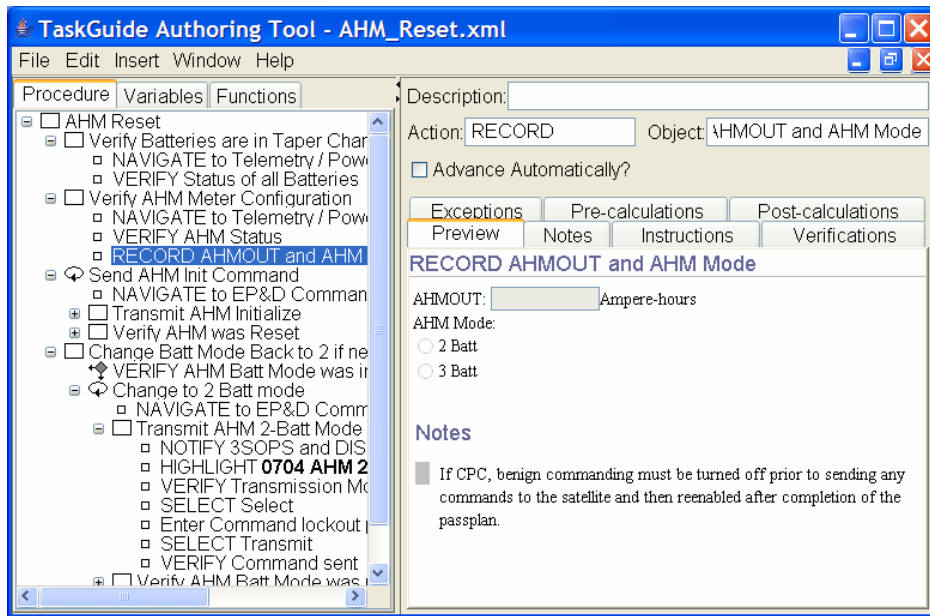 TaskGuide Authoring Tool - AHM_Reset.xml
File Edit Insert Window Help
Procedure Variables Functions
AHM Reset
Verify Batteries are in Taper Char
NAVIGATE to Telemetry / Pow
VERIFY Status of all Batteries
Verify AHM Meter Configuration
NAVIGATE to Telemetry / Pow
VERIFY AHM Status
RECORD AHMOUT and AHM
Send AHM Init Command
NAVIGATE to EP&D Comman
Transmit AHM Initialize
Verify AHM was Reset
Change Batt Mode Back to 2 if ne
VERIFY AHM Batt Mode was in
Change to 2 Batt mode
NAVIGATE to EP&D Comm
Transmit AHM 2-Batt Mode
NOTIFY 3SOPS and DIS
HIGHLIGHT 0704 AHM 2
VERIFY Transmission Mo
SELECT Select
Enter Command lockout
SELECT Transmit
VERIFY Command sent
Verify AHM Batt Mode was
Description:
Action: RECORD Object: AHMOUT and AHM Mode
Advance Automatically?
Exceptions Pre-calculations Post-calculations
Preview Notes Instructions Verifications
RECORD AHMOUT and AHM Mode
AHMOUT: Ampere-hours
AHM Mode:
2 Batt
3 Batt
Notes
If CPC, benign commanding must be turned off prior to sending any
commands to the satellite and then reenabled after completion of the
passplan.